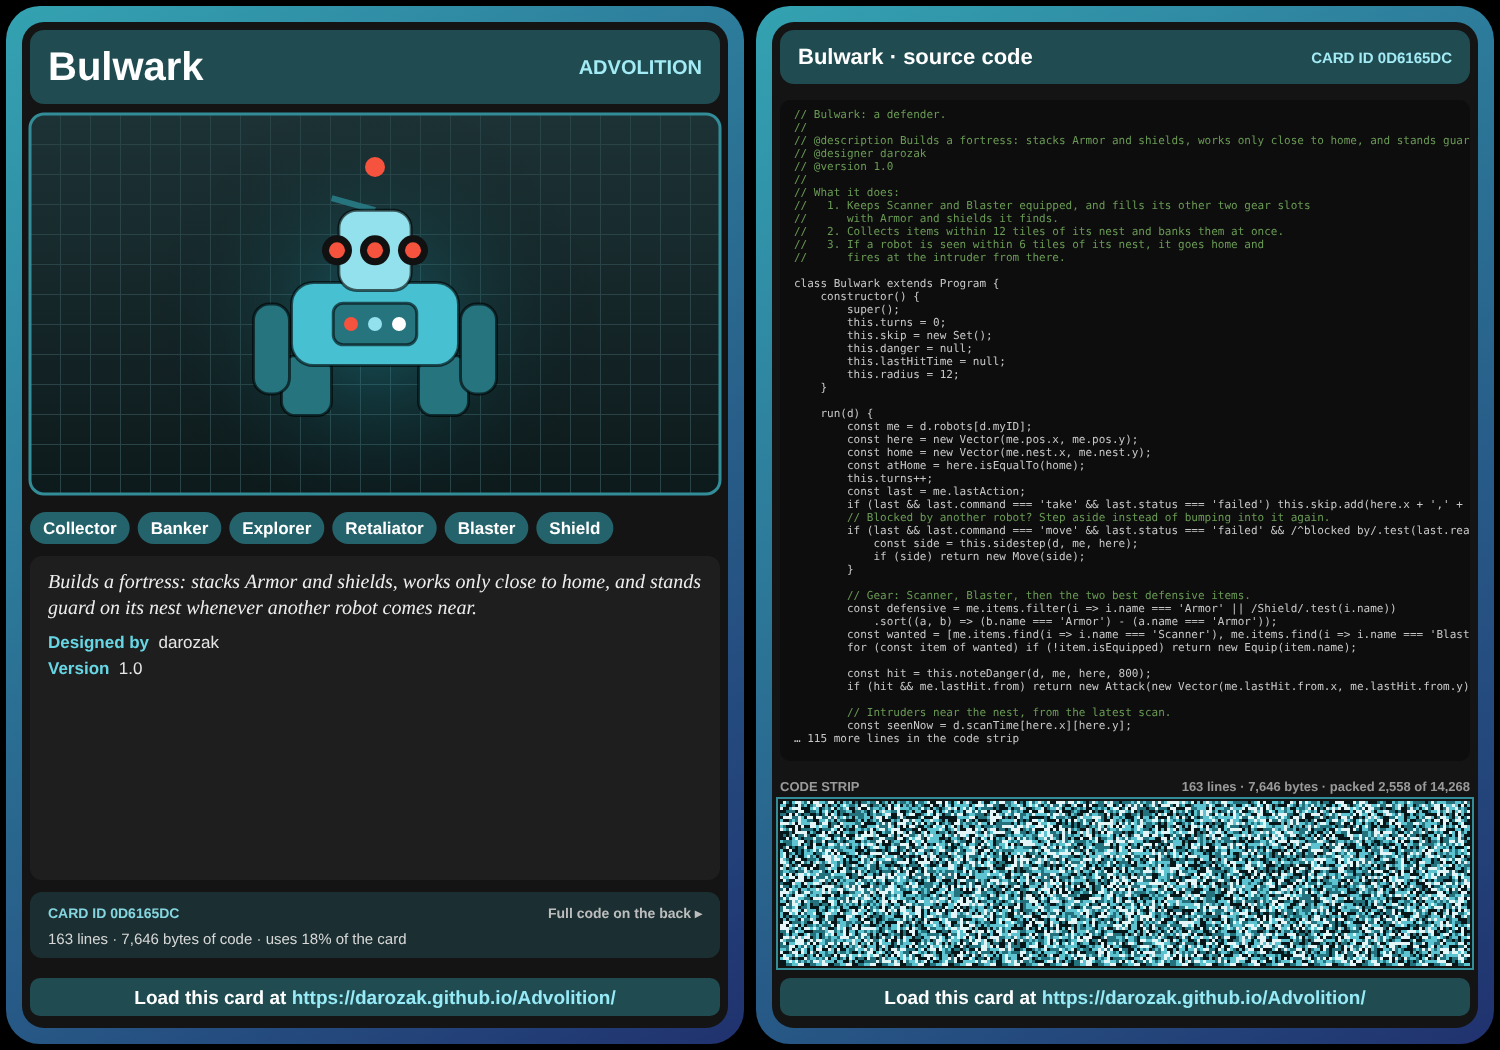 Bulwark
ADVOLITION
Collector
Banker
Explorer
Retaliator
Blaster
Shield
Builds a fortress: stacks Armor and shields, works only close to home, and stands
guard on its nest whenever another robot comes near.
Designed by darozak
Version 1.0
CARD ID 0D6165DC
Full code on the back ▸
163 lines · 7,646 bytes of code · uses 18% of the card
Load this card at https://darozak.github.io/Advolition/
Bulwark · source code
CARD ID 0D6165DC
// Bulwark: a defender.
//
// @description Builds a fortress: stacks Armor and shields, works only close to home, and stands guar
// @designer darozak
// @version 1.0
//
// What it does:
//   1. Keeps Scanner and Blaster equipped, and fills its other two gear slots
//      with Armor and shields it finds.
//   2. Collects items within 12 tiles of its nest and banks them at once.
//   3. If a robot is seen within 6 tiles of its nest, it goes home and
//      fires at the intruder from there.
class Bulwark extends Program {
    constructor() {
        super();
        this.turns = 0;
        this.skip = new Set();
        this.danger = null;
        this.lastHitTime = null;
        this.radius = 12;
    }
    run(d) {
        const me = d.robots[d.myID];
        const here = new Vector(me.pos.x, me.pos.y);
        const home = new Vector(me.nest.x, me.nest.y);
        const atHome = here.isEqualTo(home);
        this.turns++;
        const last = me.lastAction;
        if (last && last.command === 'take' && last.status === 'failed') this.skip.add(here.x + ',' +
        // Blocked by another robot? Step aside instead of bumping into it again.
        if (last && last.command === 'move' && last.status === 'failed' && /^blocked by/.test(last.rea
            const side = this.sidestep(d, me, here);
            if (side) return new Move(side);
        }
        // Gear: Scanner, Blaster, then the two best defensive items.
        const defensive = me.items.filter(i => i.name === 'Armor' || /Shield/.test(i.name))
            .sort((a, b) => (b.name === 'Armor') - (a.name === 'Armor'));
        const wanted = [me.items.find(i => i.name === 'Scanner'), me.items.find(i => i.name === 'Blast
        for (const item of wanted) if (!item.isEquipped) return new Equip(item.name);
        const hit = this.noteDanger(d, me, here, 800);
        if (hit && me.lastHit.from) return new Attack(new Vector(me.lastHit.from.x, me.lastHit.from.y)
        // Intruders near the nest, from the latest scan.
        const seenNow = d.scanTime[here.x][here.y];
… 115 more lines in the code strip
CODE STRIP
163 lines · 7,646 bytes · packed 2,558 of 14,268
Load this card at https://darozak.github.io/Advolition/